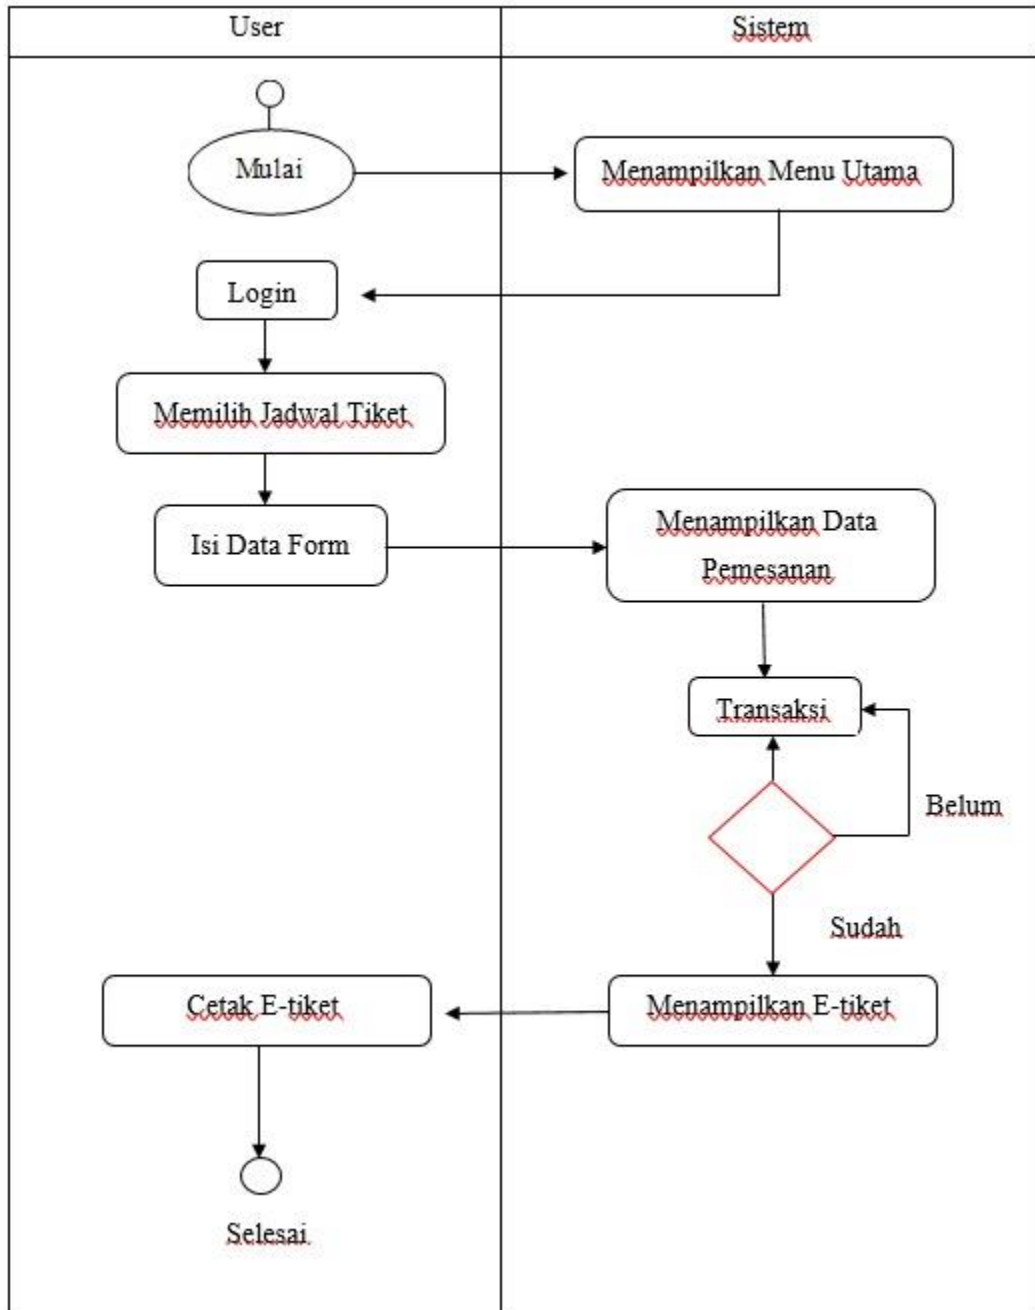 User
Sistem
Mulai
Menampilkan Menu Utama
Login
Memilih Jadwal Tiket
Isi Data Form
Menampilkan Data
Pemesanan
Transaksi
Belum
Sudah
Cetak E-tiket
Menampilkan E-tiket
Selesai